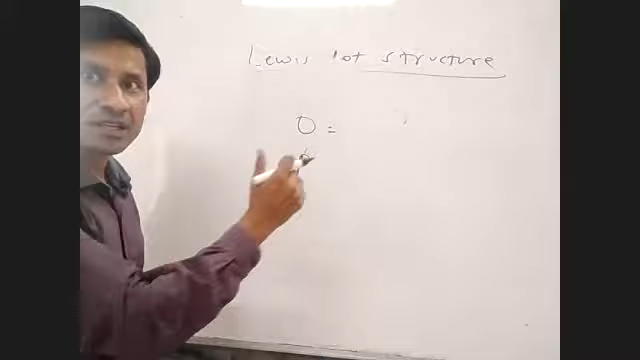 Lewis dot structure
O =